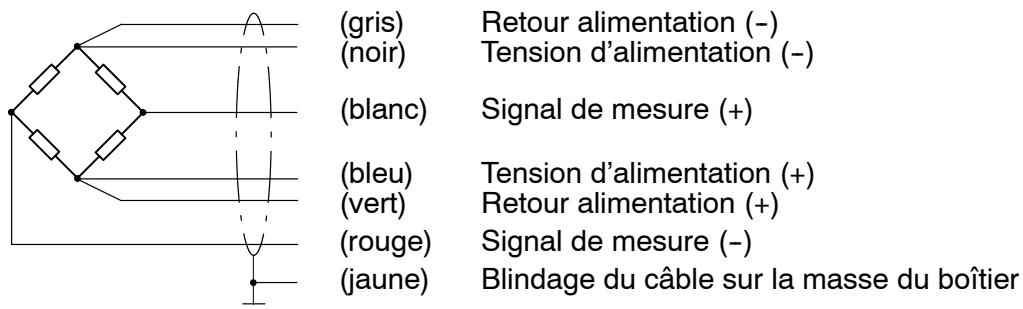 (gris) Retour alimentation (–)
(noir) Tension d'alimentation (–)
(blanc) Signal de mesure (+)
(bleu) Tension d'alimentation (+)
(vert) Retour alimentation (+)
(rouge) Signal de mesure (–)
(jaune) Blindage du câble sur la masse du boîtier